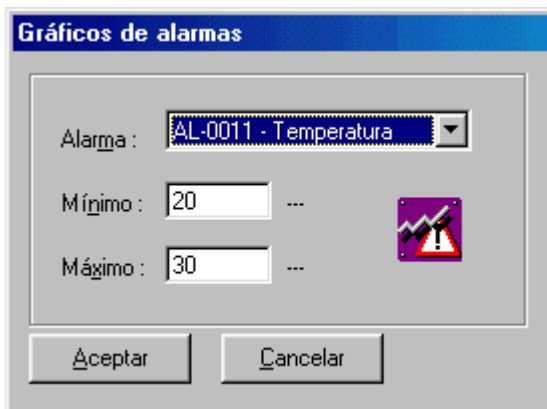 Gráficos de alarmas
Alarma : AL-0011 - Temperatura
Mínimo : 20 ---
Máximo : 30 ---
Aceptar Cancelar